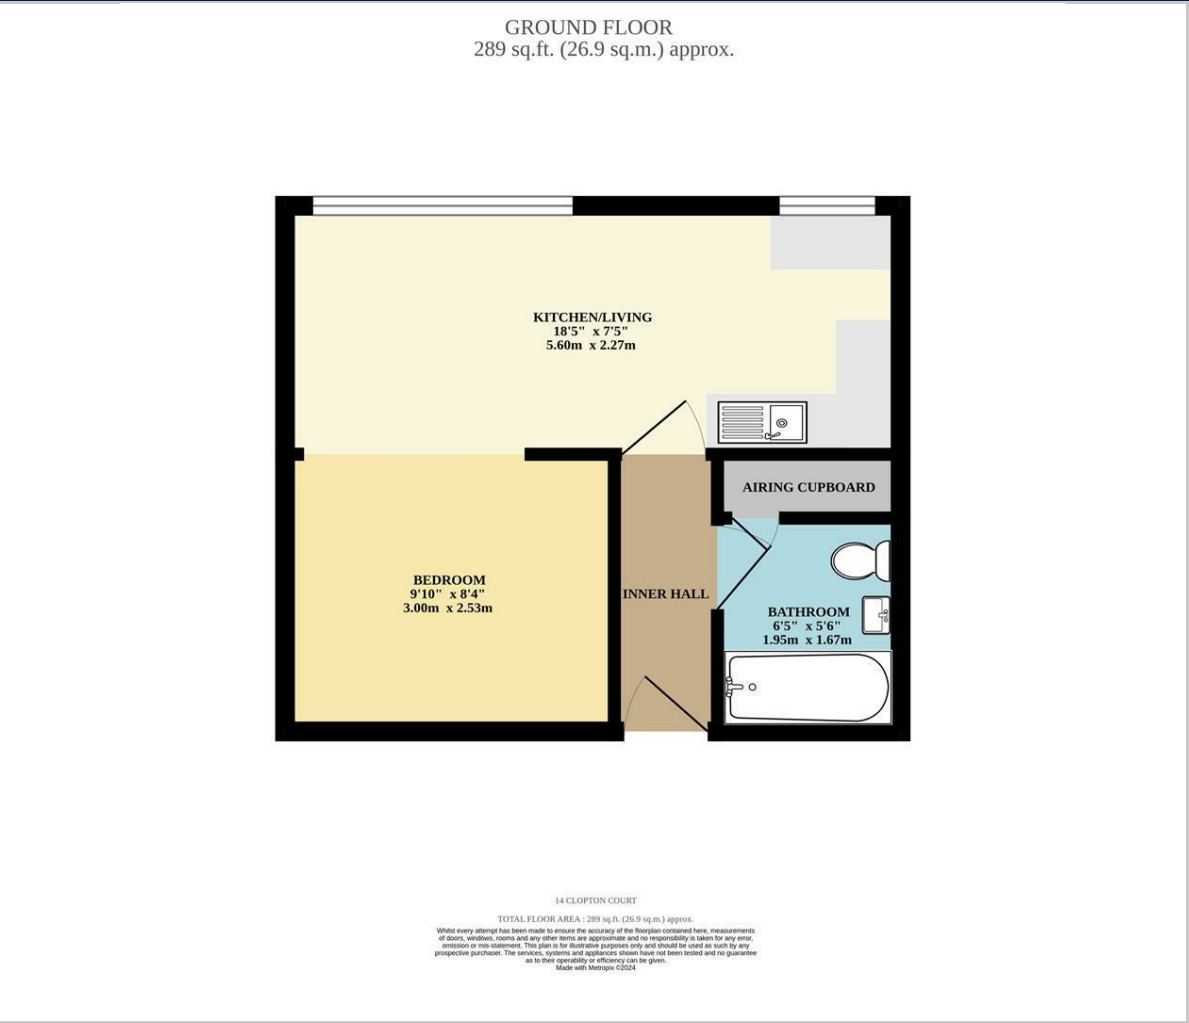 GROUND FLOOR
289 sq.ft. (26.9 sq.m.) approx.
KITCHEN/LIVING
18'5" x 7'5"
5.60m x 2.27m
AIRING CUPBOARD
BEDROOM
9'10" x 8'4"
3.00m x 2.53m
INNER HALL
BATHROOM
6'5" x 5'6"
1.95m x 1.67m
14 CLOPTON COURT
TOTAL FLOOR AREA : 289 sq.ft. (26.9 sq.m.) approx.
Whilst every attempt has been made to ensure the accuracy of the floorplan contained here, measurements
of doors, windows, rooms and any other items are approximate and no responsibility is taken for any error,
omission or mis-statement. This plan is for illustrative purposes only and should be used as such by any
prospective purchaser. The services, systems and appliances shown have not been tested and no guarantee
as to their operability or efficiency can be given.
Made with Metropix ©2024